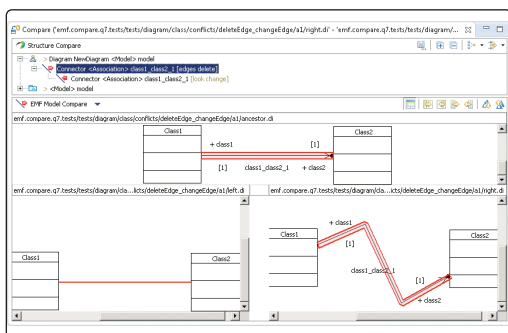 Compare ('emf.compare.q7.tests/tests/diagram/class/conflicts/deleteEdge_changeEdge/a1/right.di' - 'emf.compare.q7.tests/tests/diagram/...
Structure Compare
> Diagram NewDiagram <Model> model
Connector <Association> class1_class2_1 [edges delete]
Connector <Association> class1_class2_1 [look change]
> <Model> model
EMF Model Compare
emf.compare.q7.tests/tests/diagram/class/conflicts/deleteEdge_changeEdge/a1/ancestor.di
Class1
Class2
+ class1
[1]
[1]
class1_class2_1
+ class2
emf.compare.q7.tests/tests/diagram/cla...licts/deleteEdge_changeEdge/a1/left.di
emf.compare.q7.tests/tests/diagram/cla...icts/deleteEdge_changeEdge/a1/right.di
Class1
Class2
+ class1
Class1
Class2
[1]
class1_class2_1
[1]
+ class2